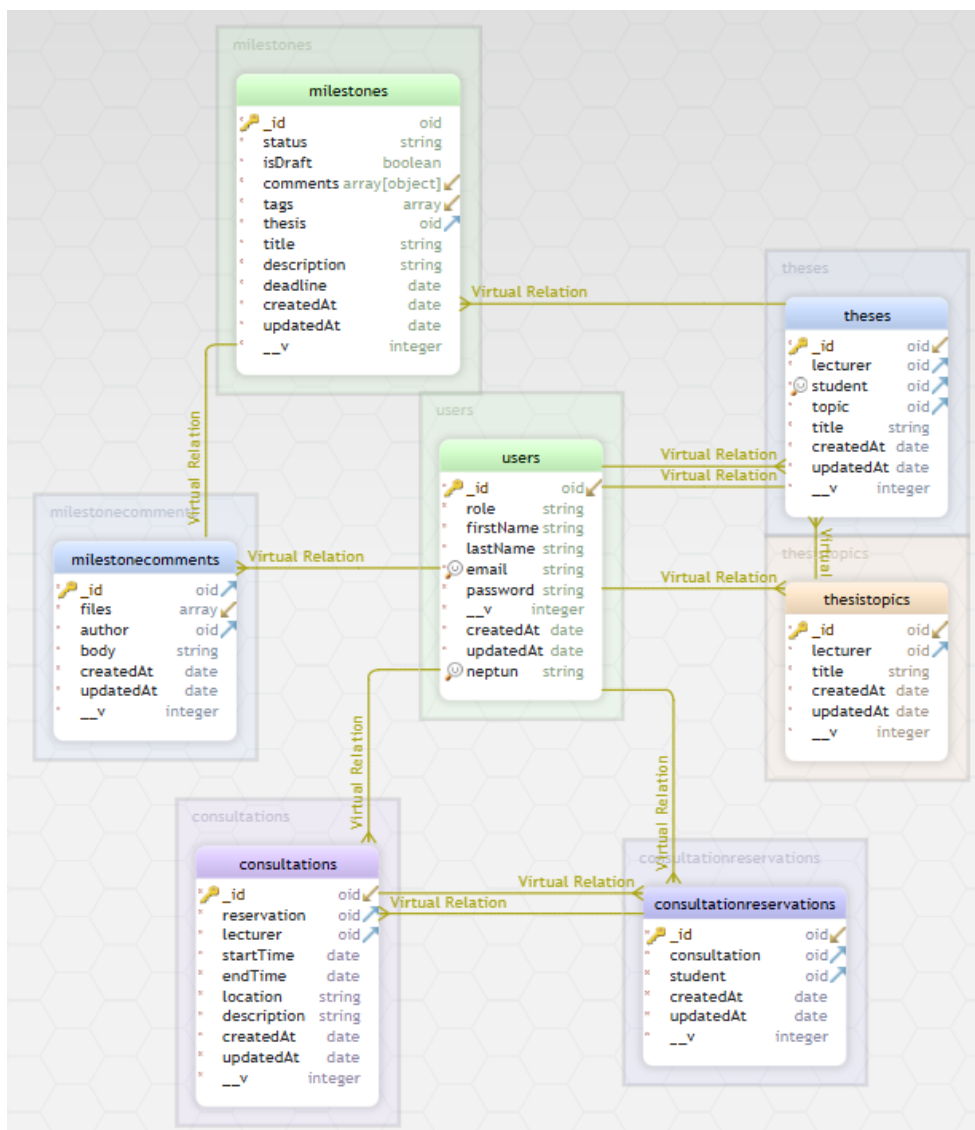 milestones
milestones
_id oid
status string
isDraft boolean
comments array[object]
tags array
thesis oid
title string
description string
deadline date
createdAt date
updatedAt date
__v integer
Virtual Relation
theses
theses
_id oid
lecturer oid
student oid
topic oid
title string
createdAt date
updatedAt date
__v integer
Virtual Relation
users
users
_id oid
role string
firstName string
lastName string
email string
password string
__v integer
createdAt date
updatedAt date
neptun string
Virtual Relation
Virtual Relation
Virtual
Virtual Relation
milestonecomments
milestonecomments
_id oid
files array
author oid
body string
createdAt date
updatedAt date
__v integer
Virtual Relation
thesistopics
thesistopics
_id oid
lecturer oid
title string
createdAt date
updatedAt date
__v integer
Virtual Relation
Virtual Relation
consultations
consultations
_id oid
reservation oid
lecturer oid
startTime date
endTime date
location string
description string
createdAt date
updatedAt date
__v integer
Virtual Relation
Virtual Relation
consultationreservations
consultationreservations
_id oid
consultation oid
student oid
createdAt date
updatedAt date
__v integer